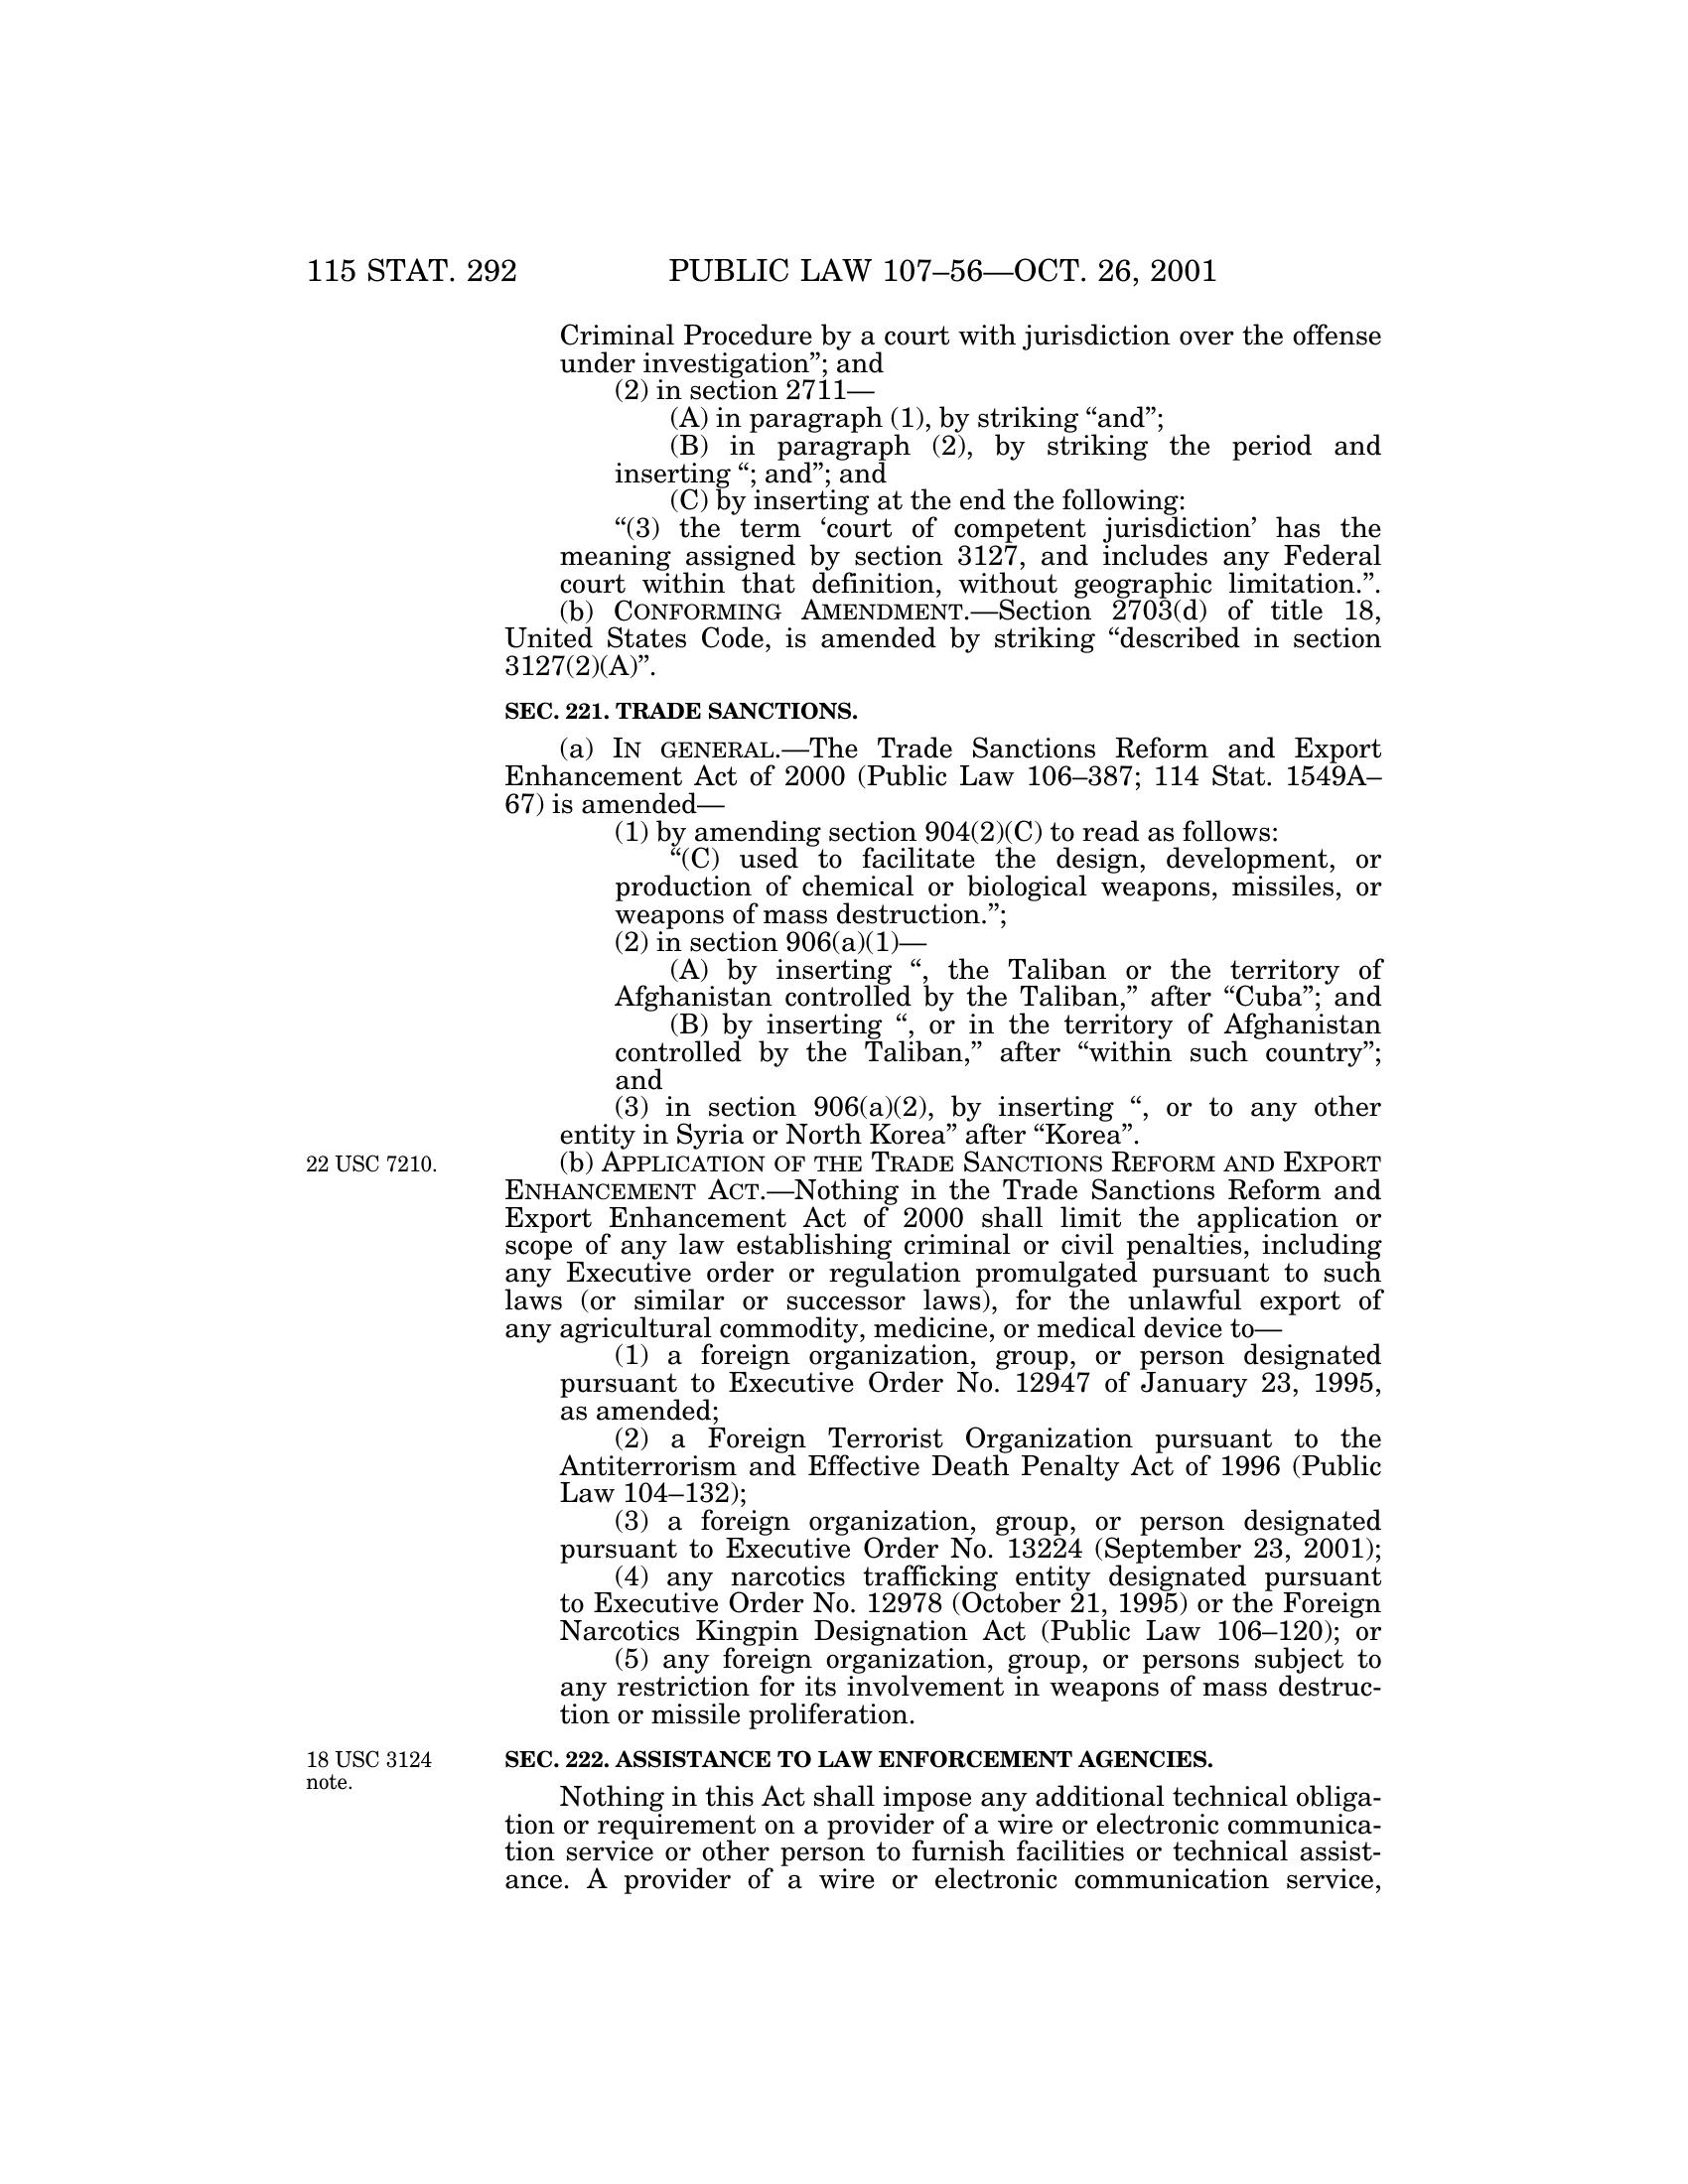 115 STAT. 292 PUBLIC LAW 107–56—OCT. 26, 2001
Criminal Procedure by a court with jurisdiction over the offense
under investigation”; and
(2) in section 2711—
(A) in paragraph (1), by striking “and”;
(B) in paragraph (2), by striking the period and
inserting “; and”; and
(C) by inserting at the end the following:
“(3) the term ‘court of competent jurisdiction’ has the
meaning assigned by section 3127, and includes any Federal
court within that definition, without geographic limitation.”.
(b) CONFORMING AMENDMENT.—Section 2703(d) of title 18,
United States Code, is amended by striking “described in section
3127(2)(A)”.
SEC. 221. TRADE SANCTIONS.
(a) IN GENERAL.—The Trade Sanctions Reform and Export
Enhancement Act of 2000 (Public Law 106–387; 114 Stat. 1549A–
67) is amended—
(1) by amending section 904(2)(C) to read as follows:
“(C) used to facilitate the design, development, or
production of chemical or biological weapons, missiles, or
weapons of mass destruction.”;
(2) in section 906(a)(1)—
(A) by inserting “, the Taliban or the territory of
Afghanistan controlled by the Taliban,” after “Cuba”; and
(B) by inserting “, or in the territory of Afghanistan
controlled by the Taliban,” after “within such country”;
and
(3) in section 906(a)(2), by inserting “, or to any other
entity in Syria or North Korea” after “Korea”.
22 USC 7210.
(b) APPLICATION OF THE TRADE SANCTIONS REFORM AND EXPORT
ENHANCEMENT ACT.—Nothing in the Trade Sanctions Reform and
Export Enhancement Act of 2000 shall limit the application or
scope of any law establishing criminal or civil penalties, including
any Executive order or regulation promulgated pursuant to such
laws (or similar or successor laws), for the unlawful export of
any agricultural commodity, medicine, or medical device to—
(1) a foreign organization, group, or person designated
pursuant to Executive Order No. 12947 of January 23, 1995,
as amended;
(2) a Foreign Terrorist Organization pursuant to the
Antiterrorism and Effective Death Penalty Act of 1996 (Public
Law 104–132);
(3) a foreign organization, group, or person designated
pursuant to Executive Order No. 13224 (September 23, 2001);
(4) any narcotics trafficking entity designated pursuant
to Executive Order No. 12978 (October 21, 1995) or the Foreign
Narcotics Kingpin Designation Act (Public Law 106–120); or
(5) any foreign organization, group, or persons subject to
any restriction for its involvement in weapons of mass destruc-
tion or missile proliferation.
18 USC 3124
note.
SEC. 222. ASSISTANCE TO LAW ENFORCEMENT AGENCIES.
Nothing in this Act shall impose any additional technical obliga-
tion or requirement on a provider of a wire or electronic communica-
tion service or other person to furnish facilities or technical assist-
ance. A provider of a wire or electronic communication service,